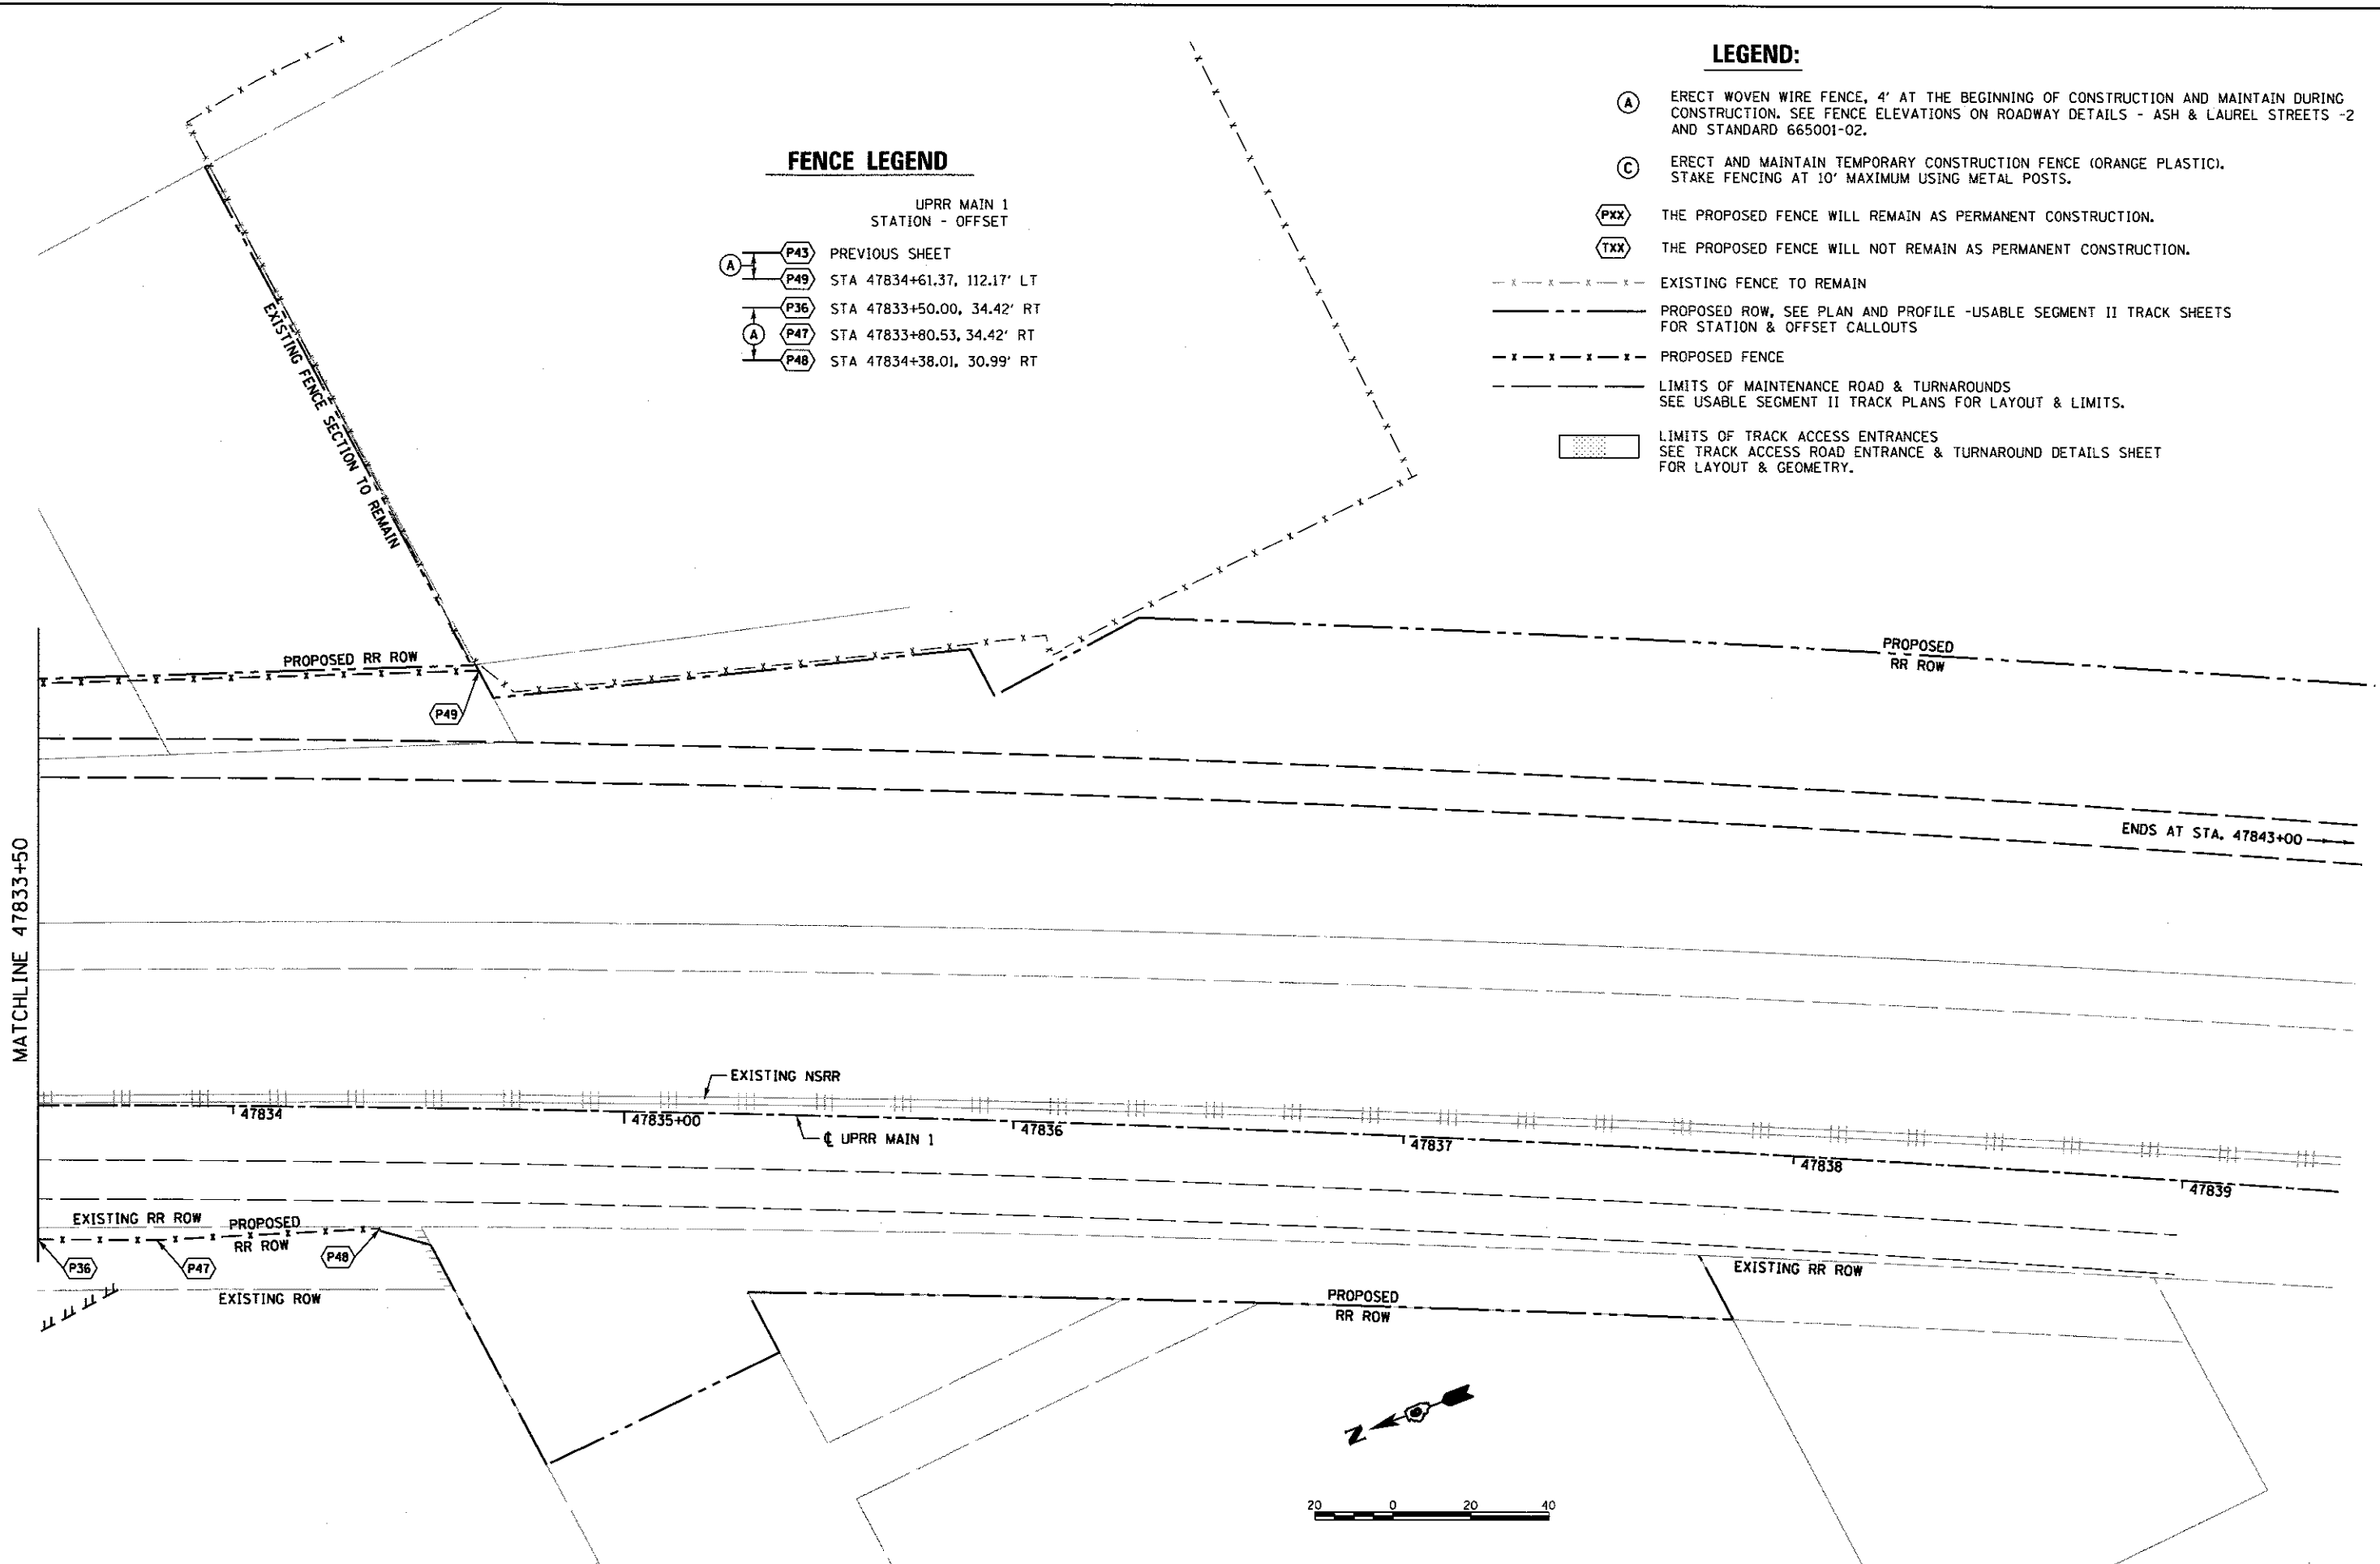 LEGEND:
A ERECT WOVEN WIRE FENCE, 4' AT THE BEGINNING OF CONSTRUCTION AND MAINTAIN DURING
CONSTRUCTION. SEE FENCE ELEVATIONS ON ROADWAY DETAILS - ASH & LAUREL STREETS -2
AND STANDARD 665001-02.
C ERECT AND MAINTAIN TEMPORARY CONSTRUCTION FENCE (ORANGE PLASTIC).
STAKE FENCING AT 10' MAXIMUM USING METAL POSTS.
PXX THE PROPOSED FENCE WILL REMAIN AS PERMANENT CONSTRUCTION.
TXX THE PROPOSED FENCE WILL NOT REMAIN AS PERMANENT CONSTRUCTION.
EXISTING FENCE TO REMAIN
PROPOSED ROW, SEE PLAN AND PROFILE -USABLE SEGMENT II TRACK SHEETS
FOR STATION & OFFSET CALLOUTS
PROPOSED FENCE
LIMITS OF MAINTENANCE ROAD & TURNAROUNDS
SEE USABLE SEGMENT II TRACK PLANS FOR LAYOUT & LIMITS.
LIMITS OF TRACK ACCESS ENTRANCES
SEE TRACK ACCESS ROAD ENTRANCE & TURNAROUND DETAILS SHEET
FOR LAYOUT & GEOMETRY.
FENCE LEGEND
UPRR MAIN 1
STATION - OFFSET
P43 PREVIOUS SHEET
A
P49 STA 47834+61.37, 112.17' LT
P36 STA 47833+50.00, 34.42' RT
A P47 STA 47833+80.53, 34.42' RT
P48 STA 47834+38.01, 30.99' RT
EXISTING FENCE SECTION TO REMAIN
PROPOSED RR ROW
P49
PROPOSED
RR ROW
ENDS AT STA. 47843+00
MATCHLINE 47833+50
EXISTING NSRR
47834
47835+00
℄ UPRR MAIN 1
47836
47837
47838
47839
EXISTING RR ROW
PROPOSED
RR ROW
P36
P47
P48
EXISTING ROW
EXISTING RR ROW
PROPOSED
RR ROW
N
20 0 20 40